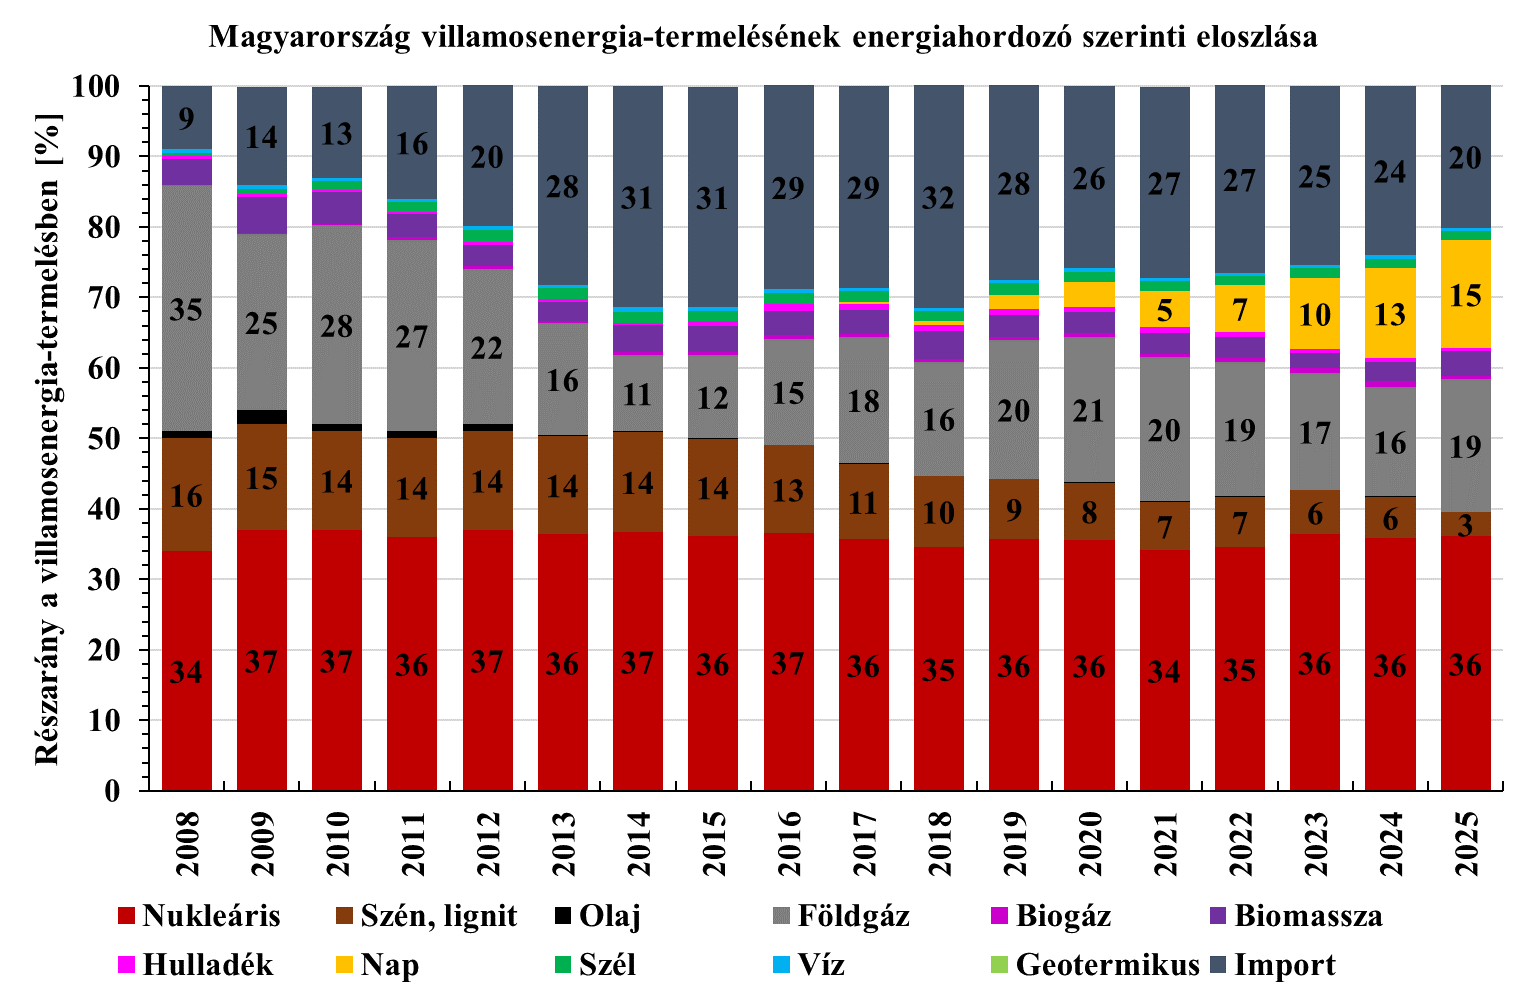 Magyarország villamosenergia-termelésének energiahordozó szerinti eloszlása
Részarány a villamosenergia-termelésben [%]
100
90
80
70
60
50
40
30
20
10
0
9 14 13 16 20 28 31 31 29 29 32 28 26 27 27 25 24 20
5 7 10 13 15
35 25 28 27 22 16 11 12 15 18 16 20 21 20 19 17 16 19
16 15 14 14 14 14 14 14 13 11 10 9 8 7 7 6 6 3
34 37 37 36 37 36 37 36 37 36 35 36 36 34 35 36 36 36
2008 2009 2010 2011 2012 2013 2014 2015 2016 2017 2018 2019 2020 2021 2022 2023 2024 2025
Nukleáris Szén, lignit Olaj Földgáz Biogáz Biomassza
Hulladék Nap Szél Víz Geotermikus Import